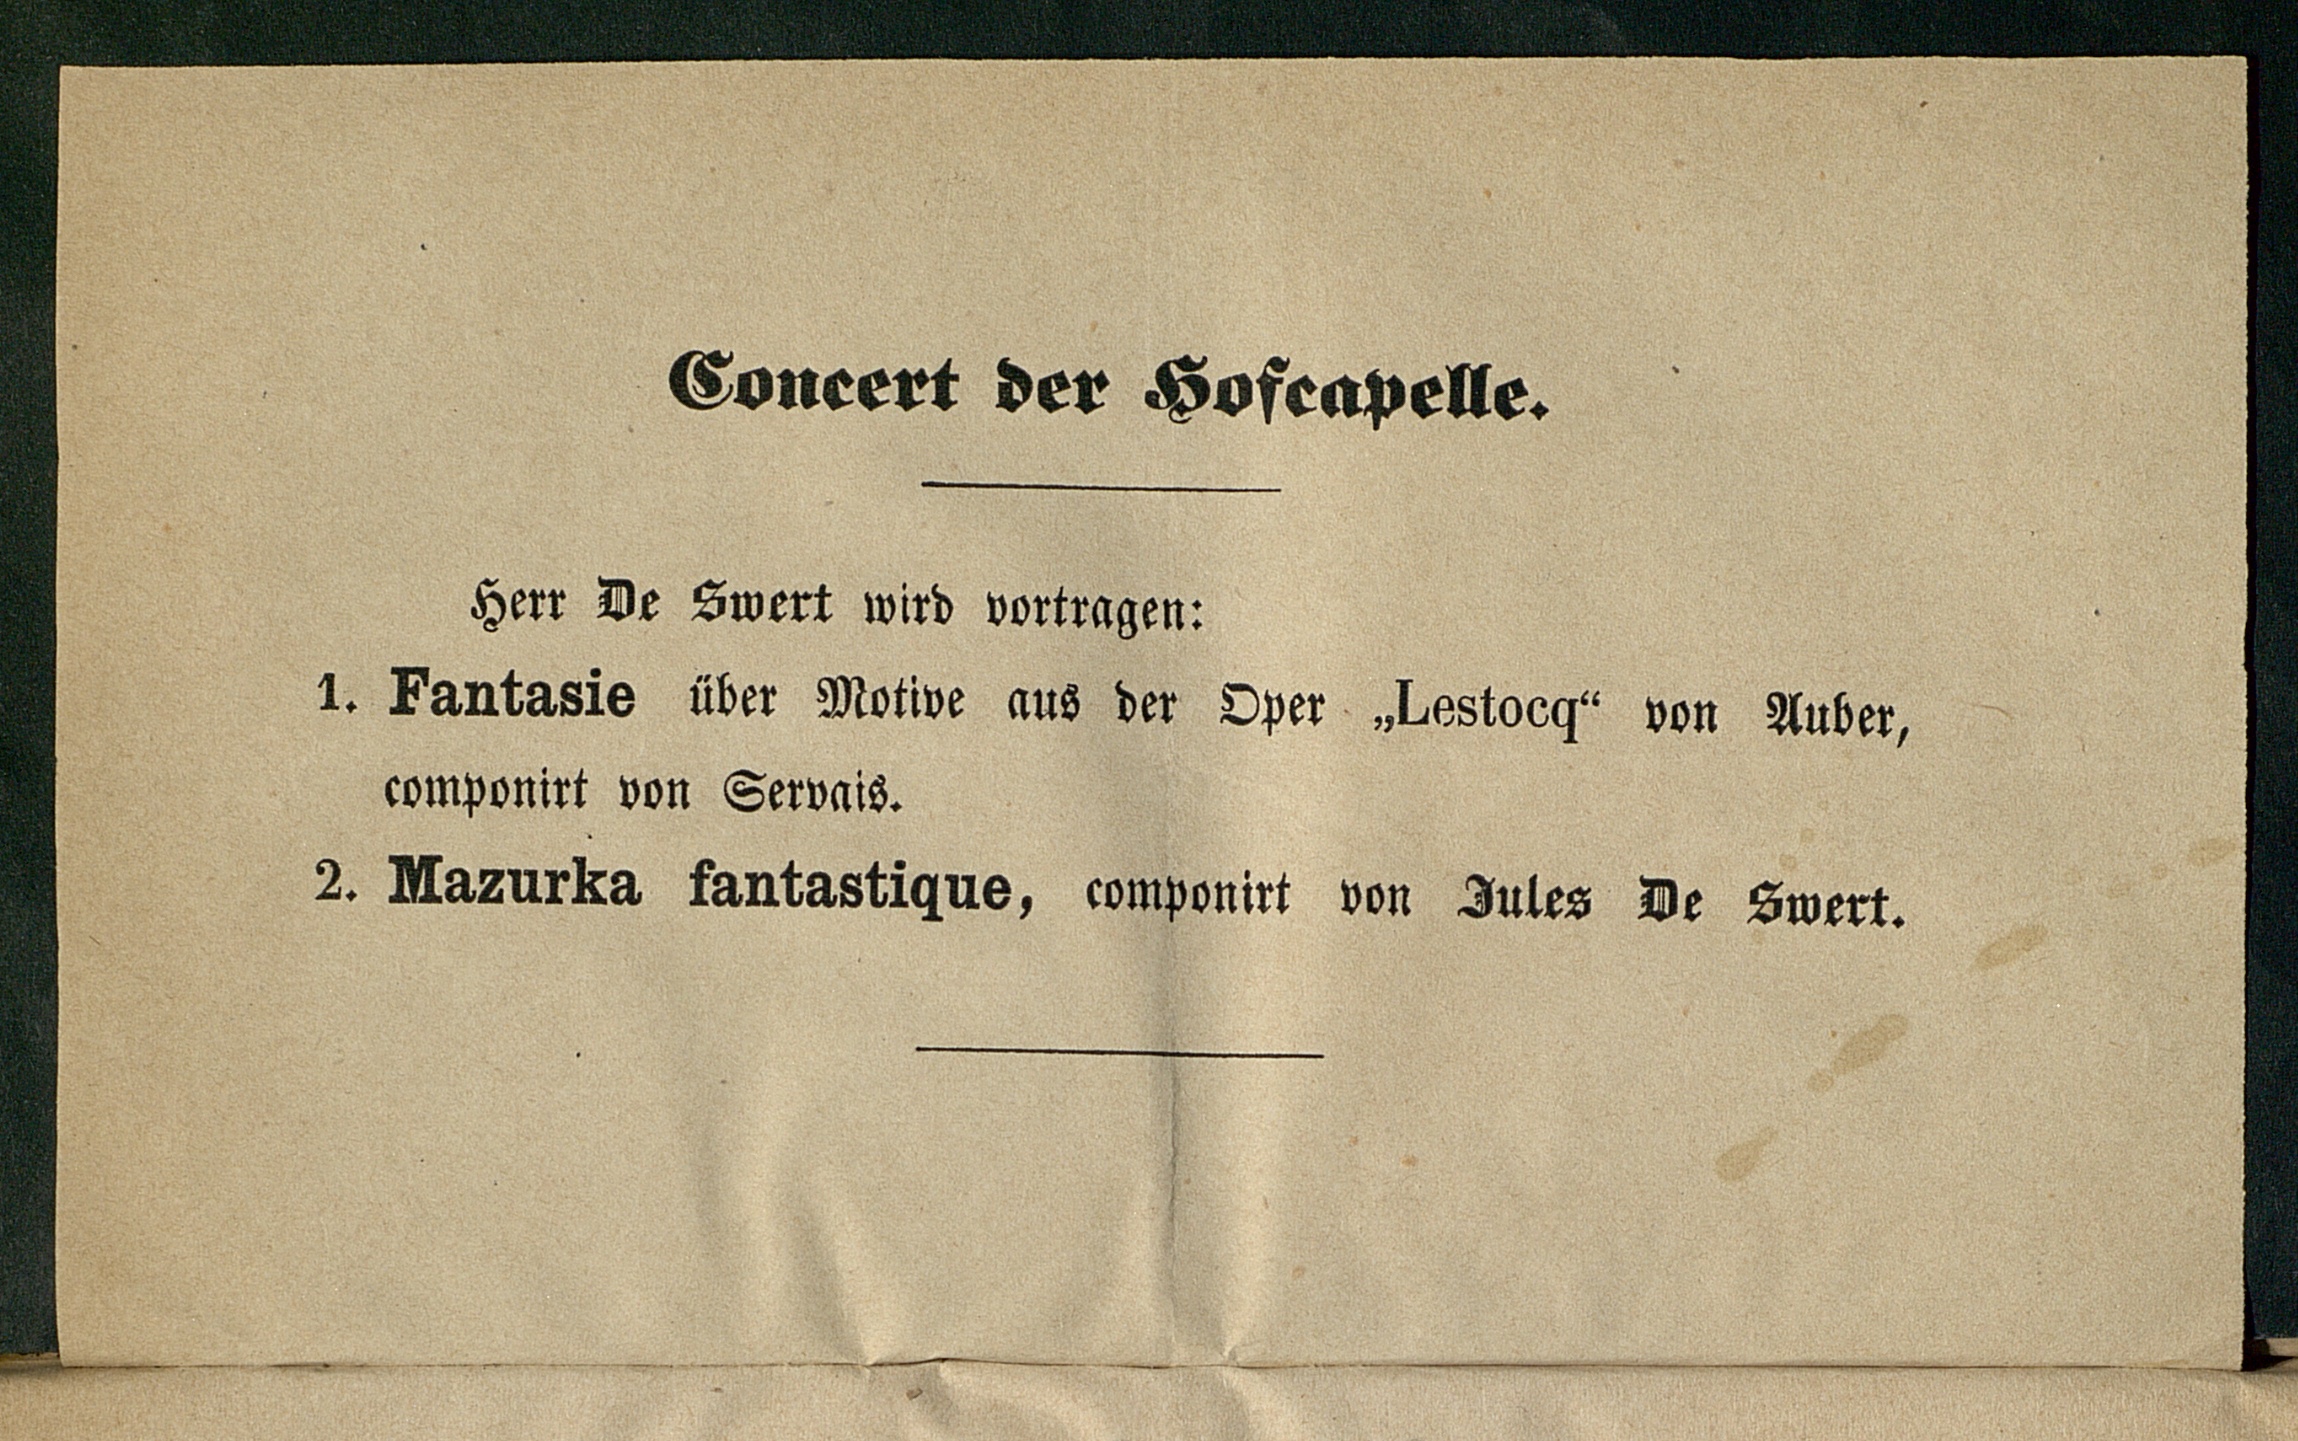 Concert der Hofcapelle.
Herr De Swert wird vortragen:
1. Fantasie über Motive aus der Oper „Lestocq“ von Auber,
componirt von Servais.
2. Mazurka fantastique, componirt von Jules De Swert.